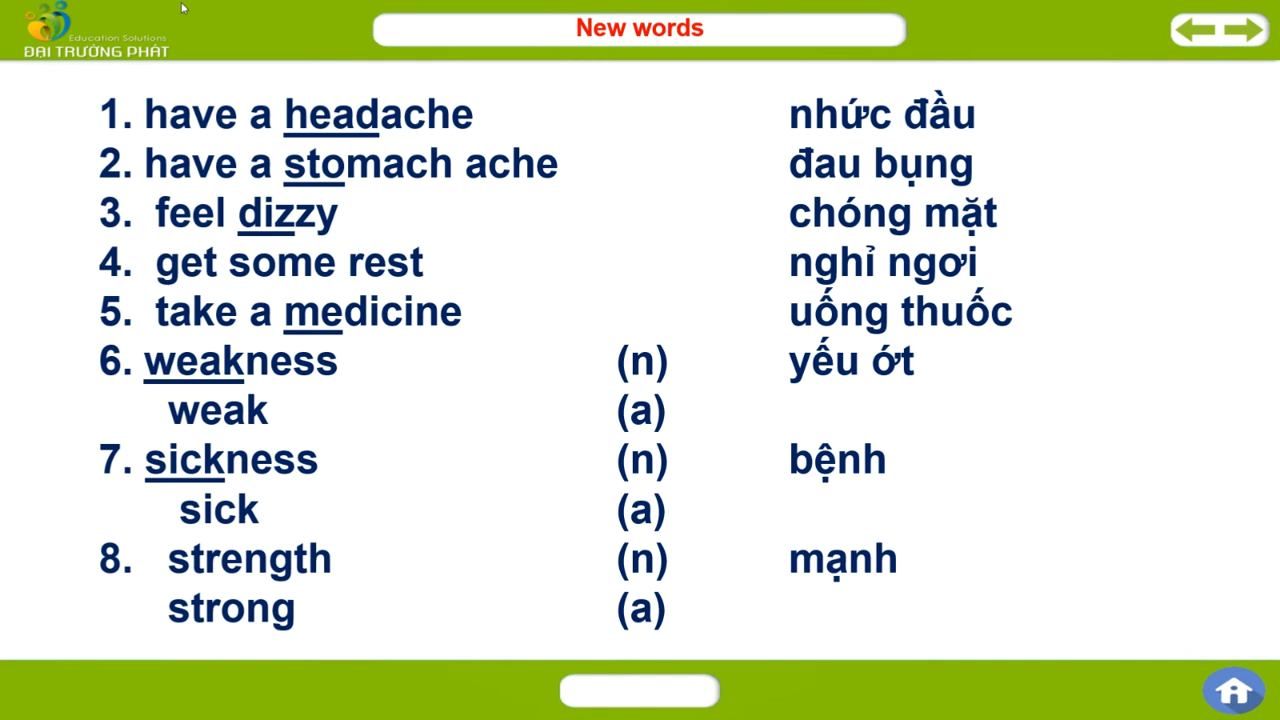 Education Solutions
ĐẠI TRƯỜNG PHÁT
New words
1. have a headache nhức đầu
2. have a stomach ache đau bụng
3. feel dizzy chóng mặt
4. get some rest nghỉ ngơi
5. take a medicine uống thuốc
6. weakness (n) yếu ớt
weak (a)
7. sickness (n) bệnh
sick (a)
8. strength (n) mạnh
strong (a)